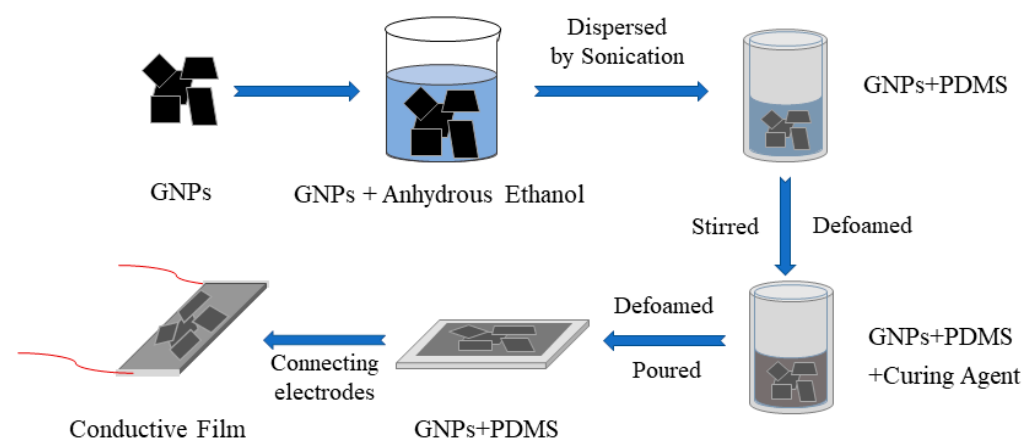 GNPs
GNPs + Anhydrous Ethanol
Dispersed
by Sonication
GNPs+PDMS
Stirred
Defoamed
GNPs+PDMS
+Curing Agent
Defoamed
Poured
GNPs+PDMS
Connecting
electrodes
Conductive Film